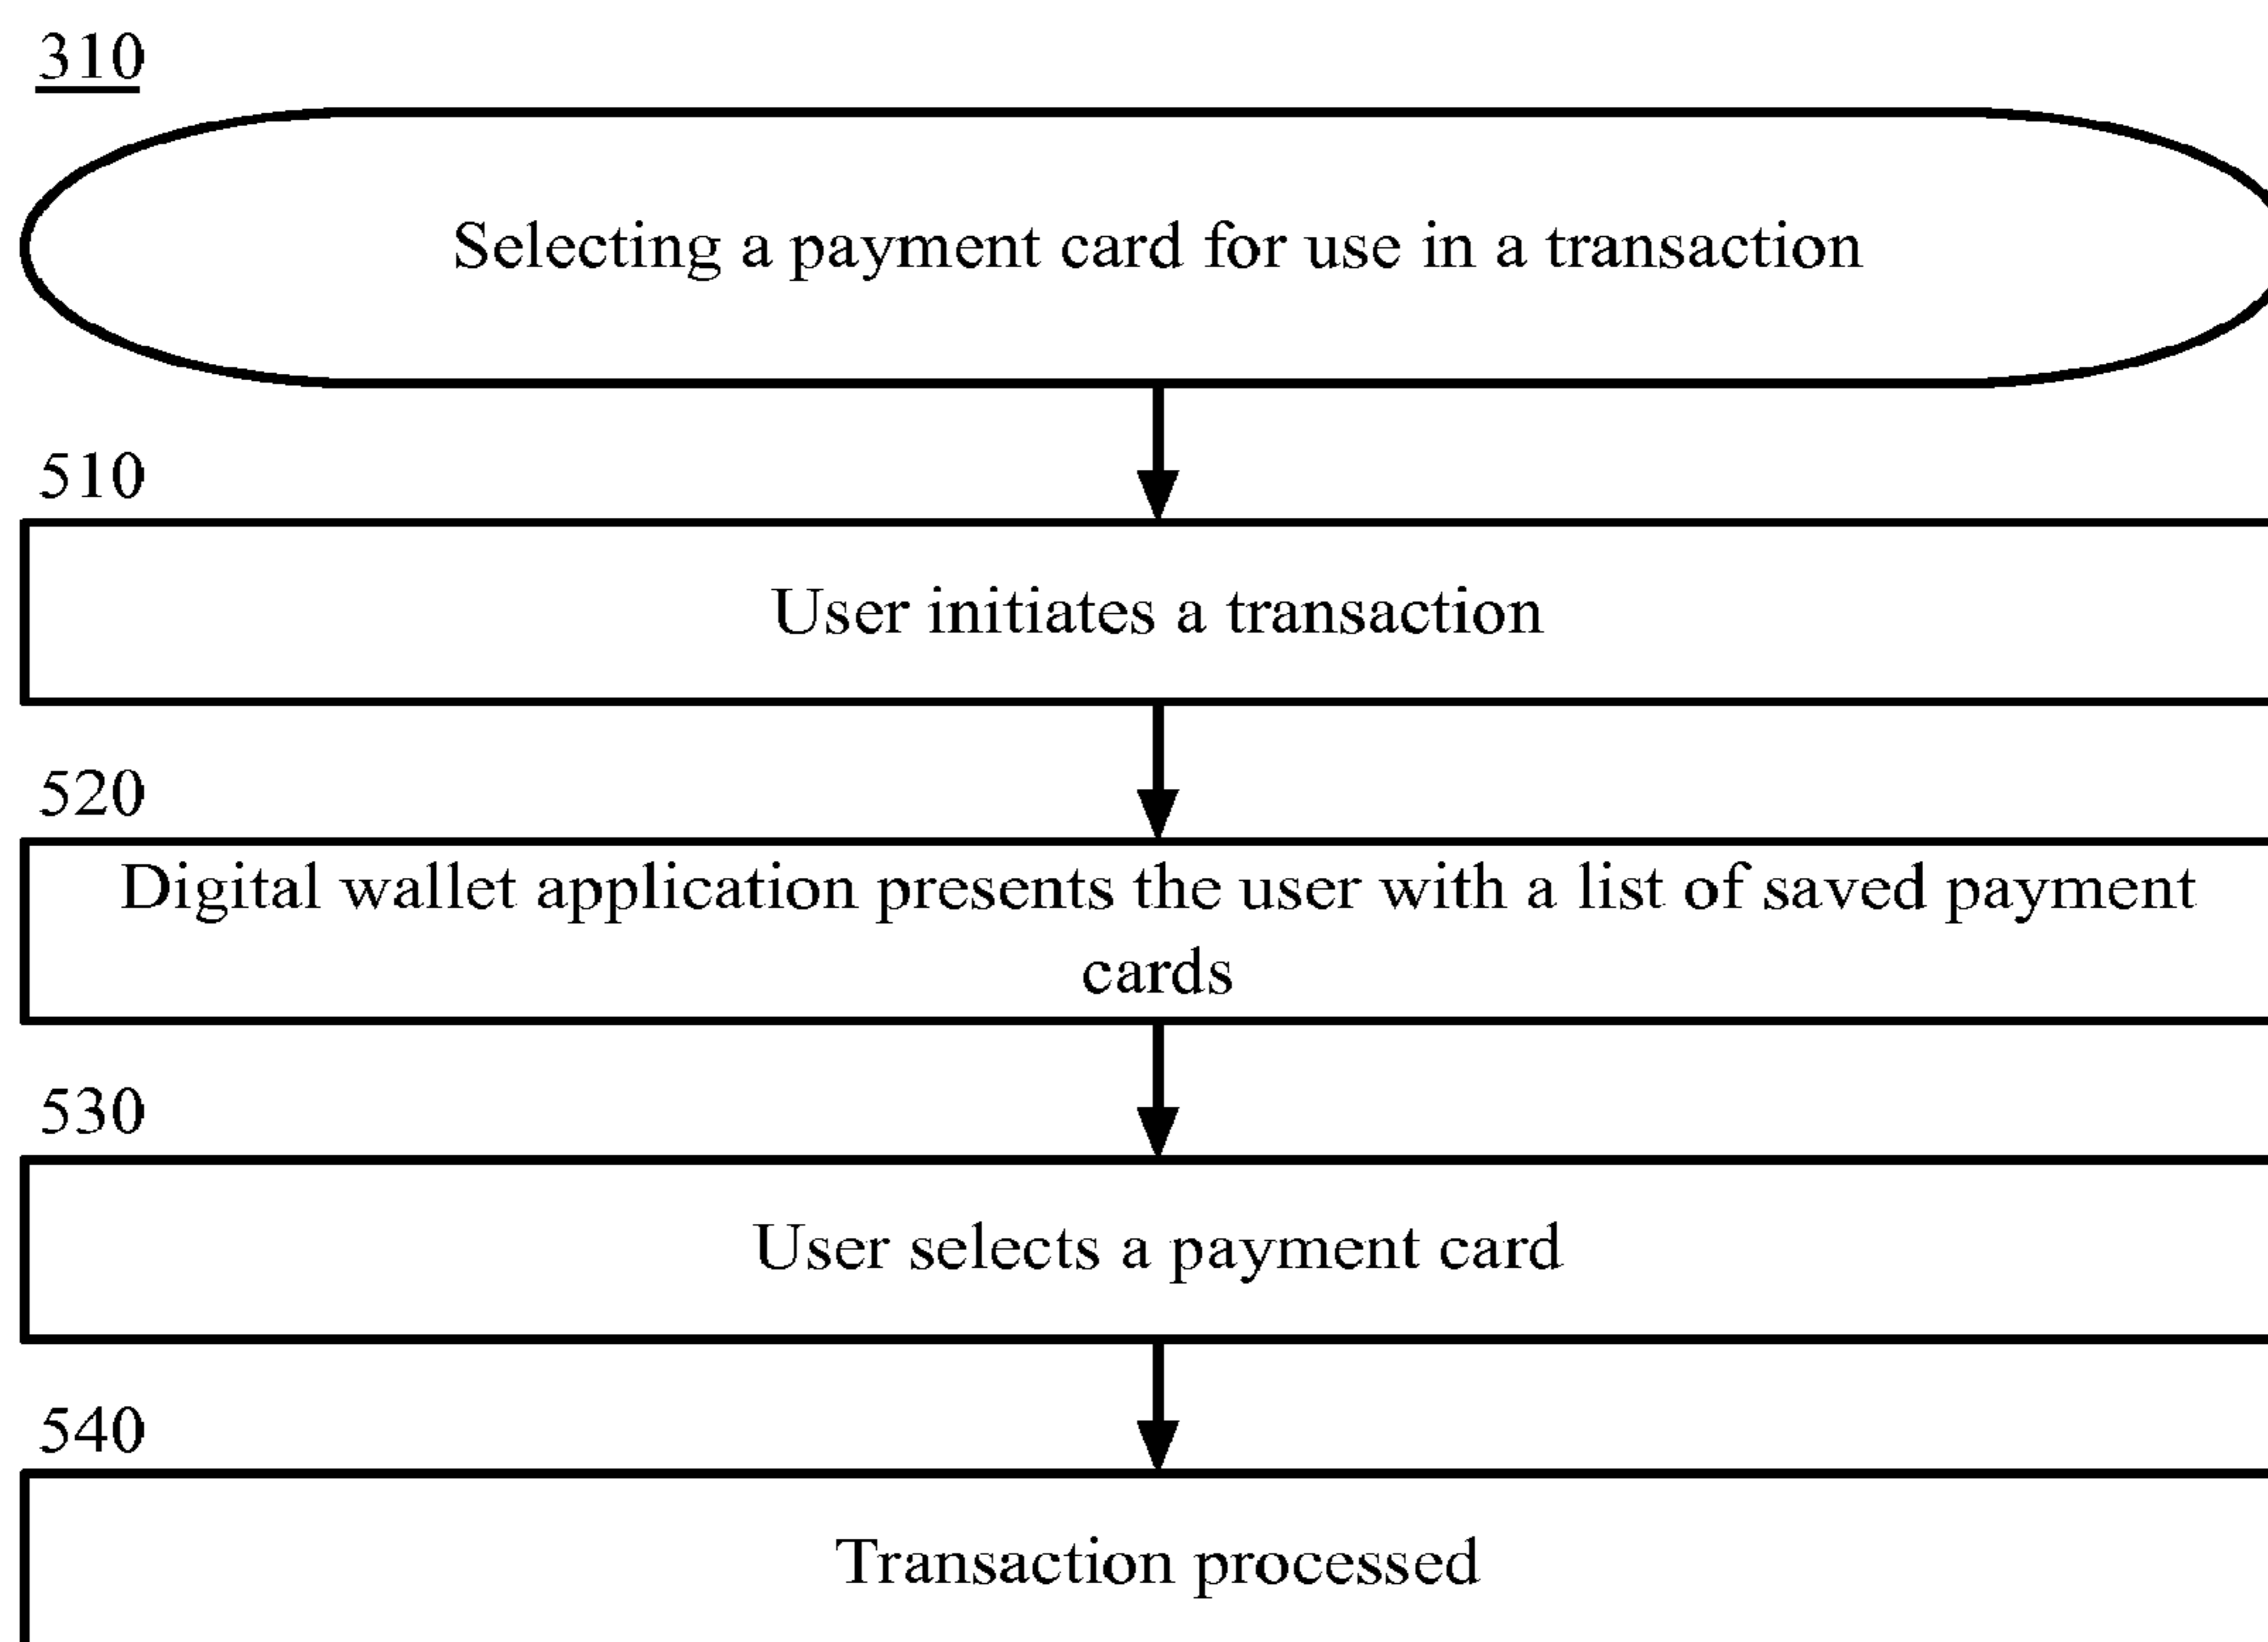 310
Selecting a payment card for use in a transaction
510
User initiates a transaction
520
Digital wallet application presents the user with a list of saved payment
cards
530
User selects a payment card
540
Transaction processed